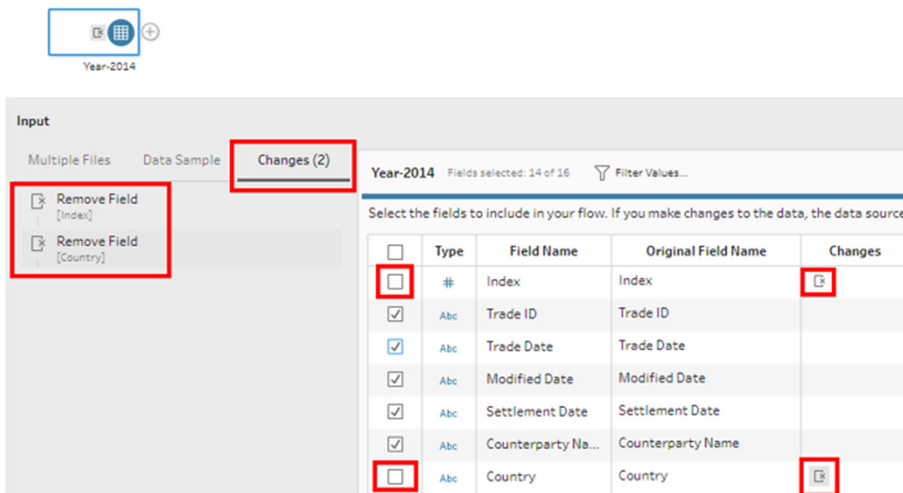 Year-2014
Input
Multiple Files Data Sample Changes (2)
Remove Field
[Index]
Remove Field
[Country]
Year-2014 Fields selected: 14 of 16 Filter Values...
Select the fields to include in your flow. If you make changes to the data, the data source
Type Field Name Original Field Name Changes
# Index Index
Abc Trade ID Trade ID
Abc Trade Date Trade Date
Abc Modified Date Modified Date
Abc Settlement Date Settlement Date
Abc Counterparty Na... Counterparty Name
Abc Country Country